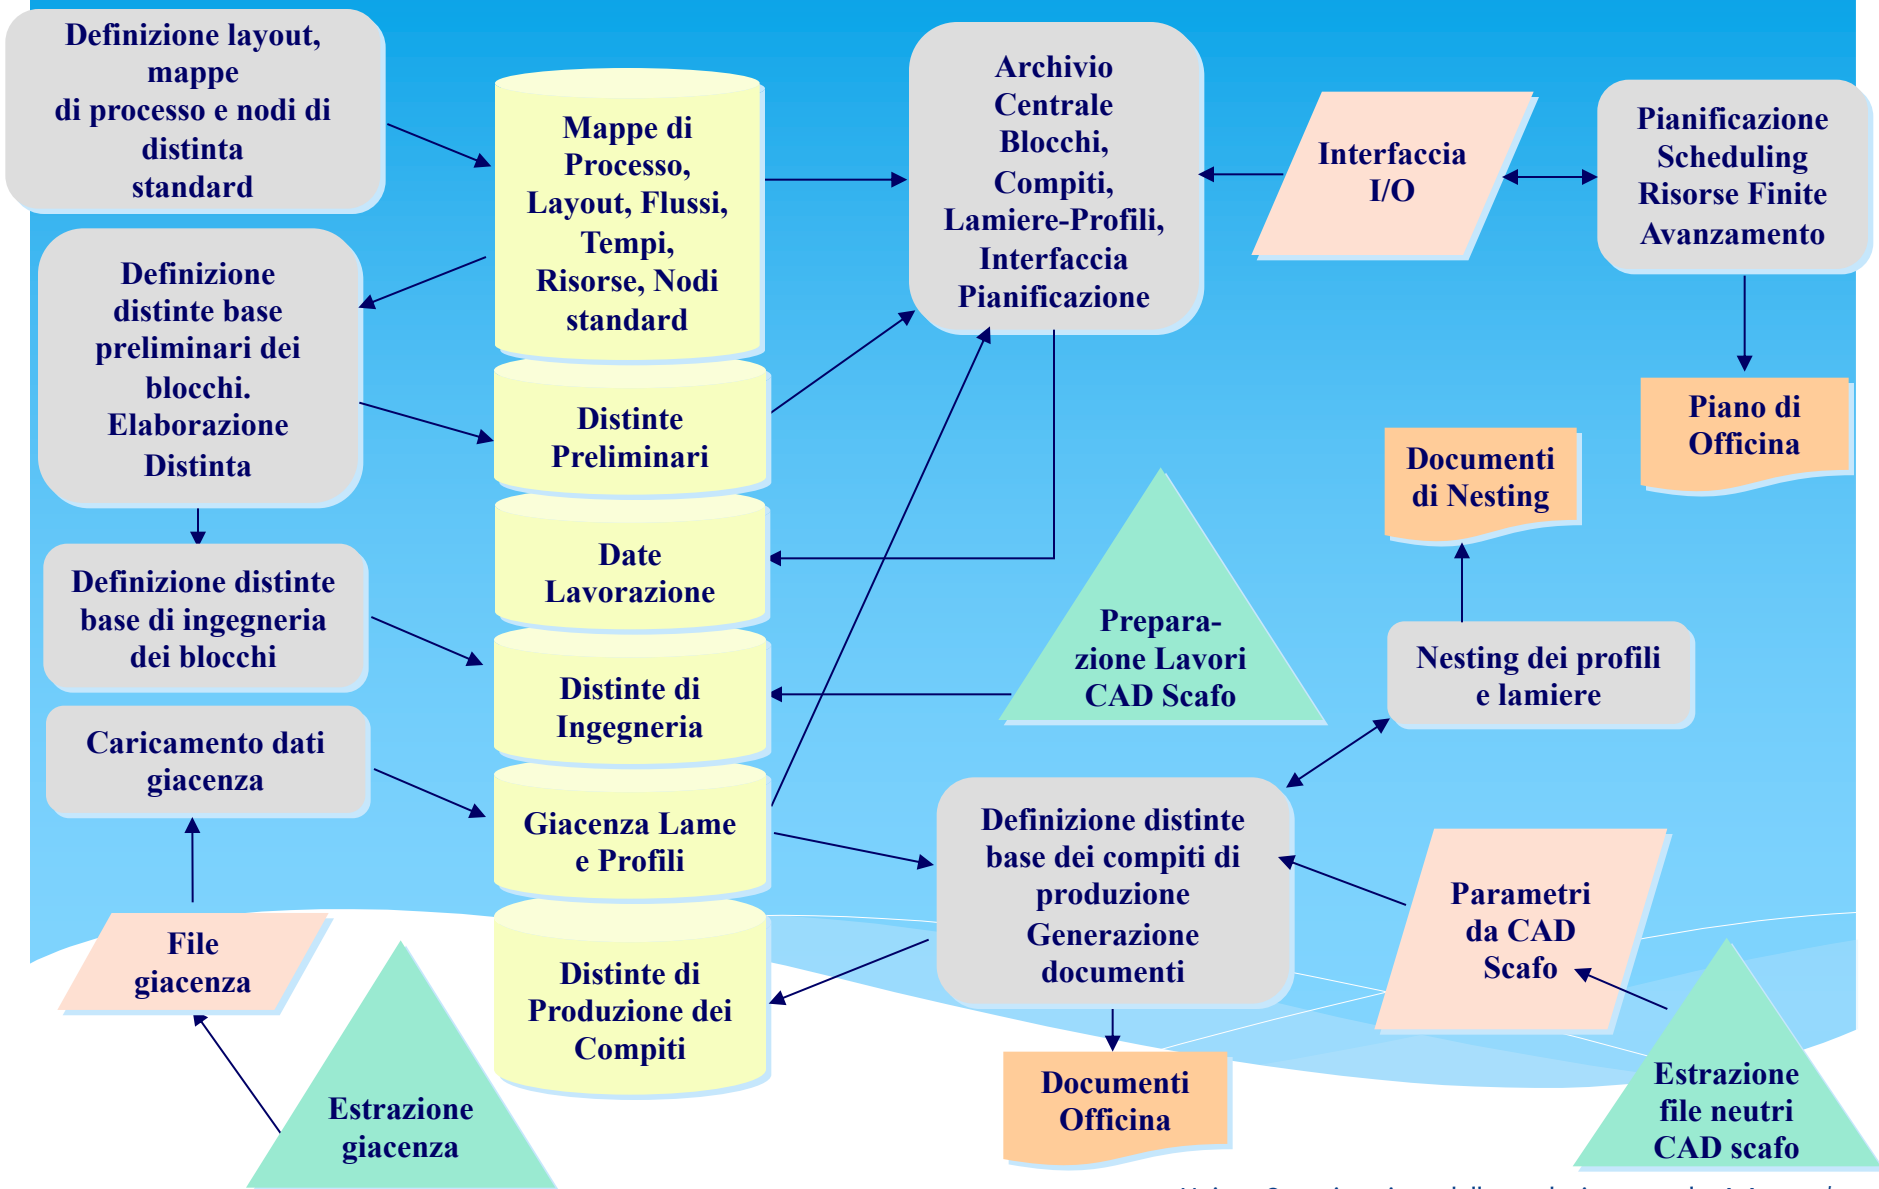 Definizione layout,
mappe
di processo e nodi di
distinta
standard
Mappe di
Processo,
Layout, Flussi,
Tempi,
Risorse, Nodi
standard
Archivio
Centrale
Blocchi,
Compiti,
Lamiere-Profili,
Interfaccia
Pianificazione
Interfaccia
I/O
Pianificazione
Scheduling
Risorse Finite
Avanzamento
Definizione
distinte base
preliminari dei
blocchi.
Elaborazione
Distinta
Distinte
Preliminari
Piano di
Officina
Documenti
di Nesting
Date
Lavorazione
Definizione distinte
base di ingegneria
dei blocchi
Prepara-
zione Lavori
CAD Scafo
Nesting dei profili
e lamiere
Distinte di
Ingegneria
Caricamento dati
giacenza
Giacenza Lame
e Profili
Definizione distinte
base dei compiti di
produzione
Generazione
documenti
Parametri
da CAD
Scafo
File
giacenza
Distinte di
Produzione dei
Compiti
Estrazione
giacenza
Documenti
Officina
Estrazione
file neutri
CAD scafo